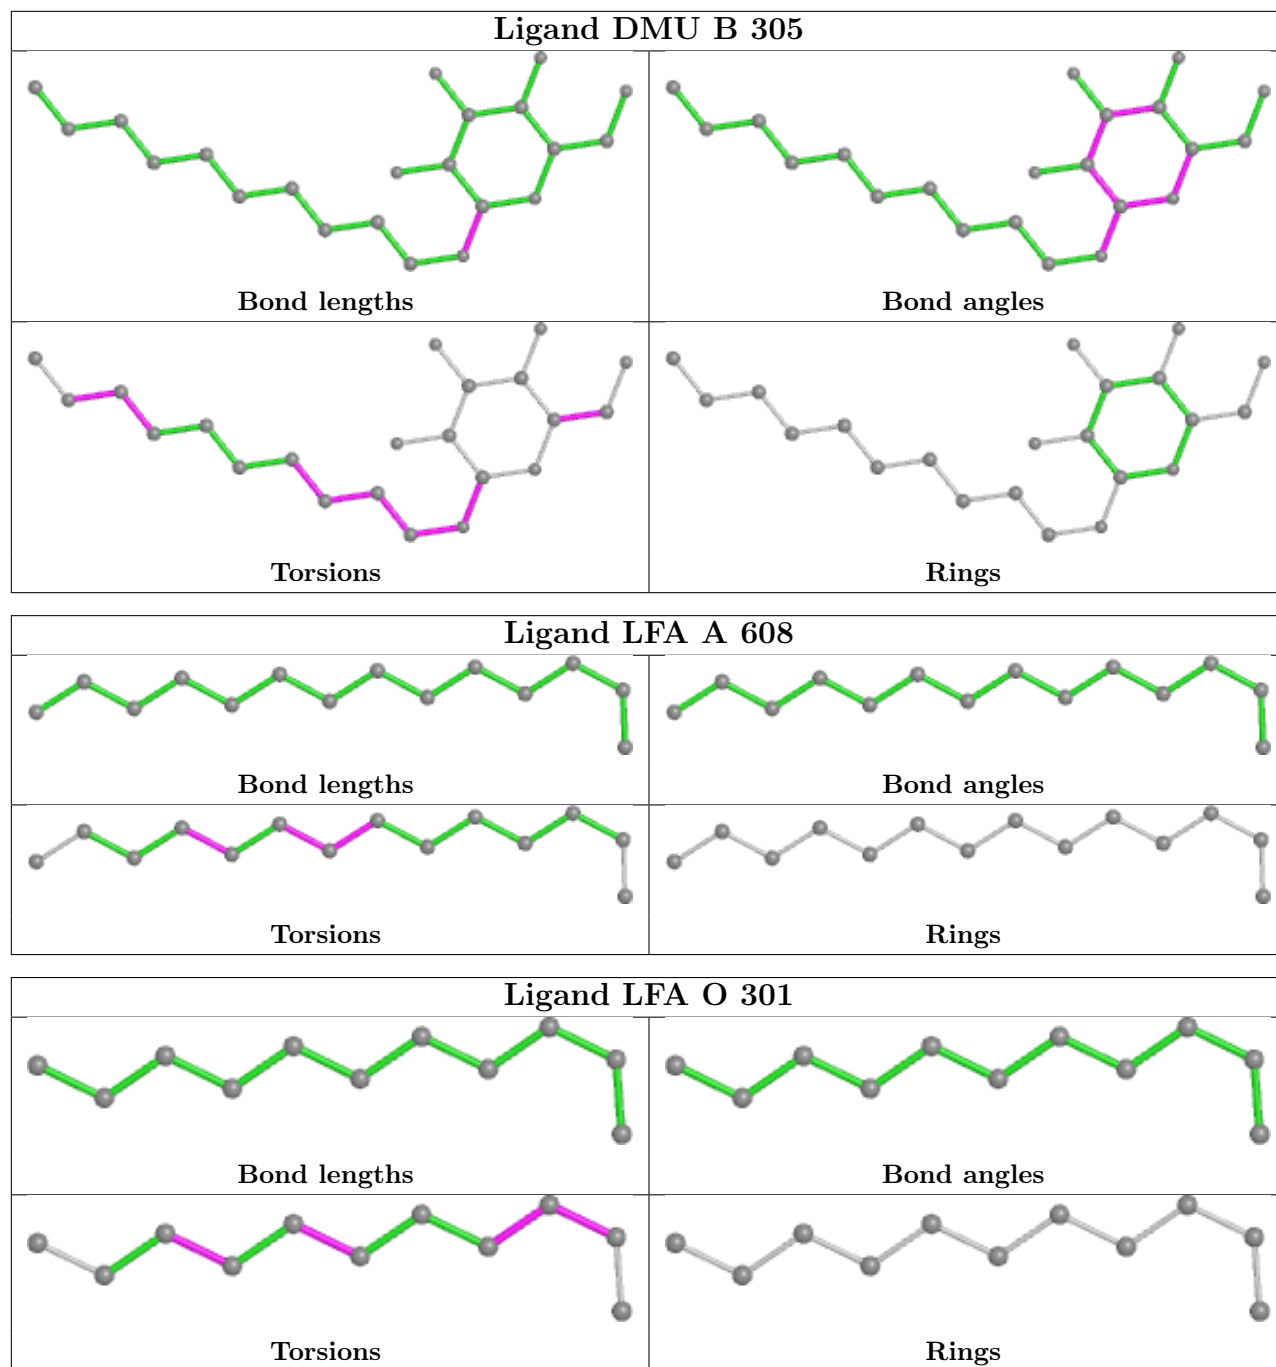 Ligand DMU B 305
Bond lengths
Bond angles
Torsions
Rings
Ligand LFA A 608
Bond lengths
Bond angles
Torsions
Rings
Ligand LFA O 301
Bond lengths
Bond angles
Torsions
Rings